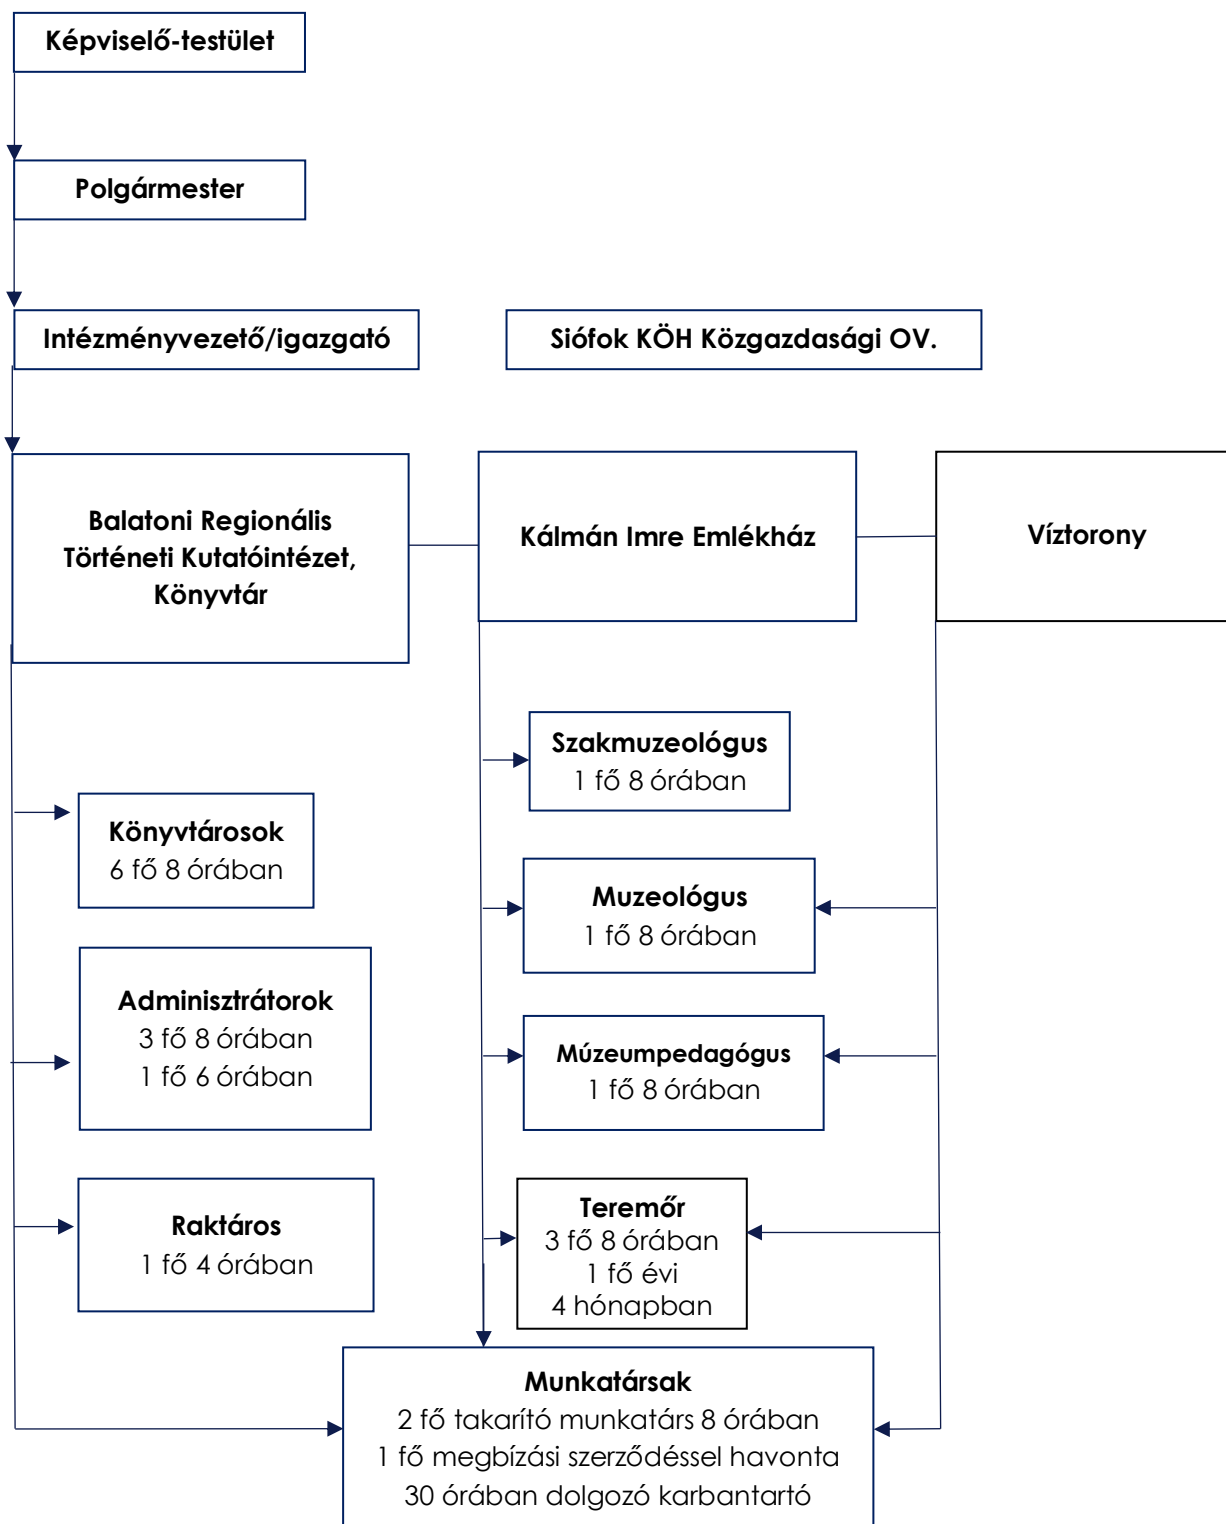 Képviselő-testület
Polgármester
Intézményvezető/igazgató
Siófok KÖH Közgazdasági OV.
Balatoni Regionális
Történeti Kutatóintézet,
Könyvtár
Kálmán Imre Emlékház
Víztorony
Könyvtárosok
6 fő 8 órában
Adminisztrátorok
3 fő 8 órában
1 fő 6 órában
Raktáros
1 fő 4 órában
Szakmuzeológus
1 fő 8 órában
Muzeológus
1 fő 8 órában
Múzeumpedagógus
1 fő 8 órában
Teremőr
3 fő 8 órában
1 fő évi
4 hónapban
Munkatársak
2 fő takarító munkatárs 8 órában
1 fő megbízási szerződéssel havonta
30 órában dolgozó karbantartó